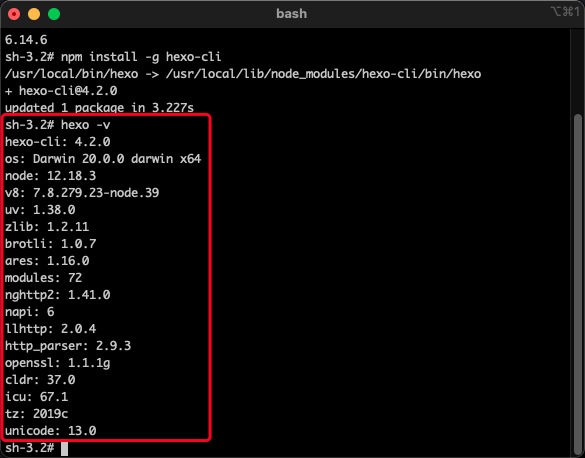 bash
⌥⌘1
6.14.6
sh-3.2# npm install -g hexo-cli
/usr/local/bin/hexo -> /usr/local/lib/node_modules/hexo-cli/bin/hexo
+ hexo-cli@4.2.0
updated 1 package in 3.227s
sh-3.2# hexo -v
hexo-cli: 4.2.0
os: Darwin 20.0.0 darwin x64
node: 12.18.3
v8: 7.8.279.23-node.39
uv: 1.38.0
zlib: 1.2.11
brotli: 1.0.7
ares: 1.16.0
modules: 72
nghttp2: 1.41.0
napi: 6
llhttp: 2.0.4
http_parser: 2.9.3
openssl: 1.1.1g
cldr: 37.0
icu: 67.1
tz: 2019c
unicode: 13.0
sh-3.2#